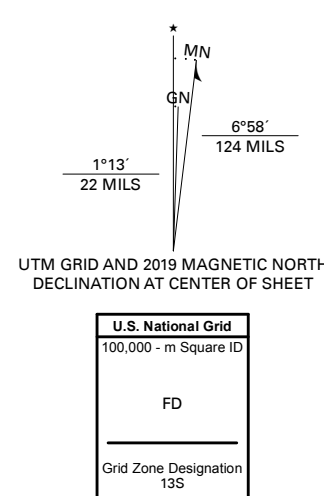 MN
GN
6°58´
124 MILS
1°13´
22 MILS
UTM GRID AND 2019 MAGNETIC NORTH
DECLINATION AT CENTER OF SHEET
U.S. National Grid
100,000 - m Square ID
FD
Grid Zone Designation
13S